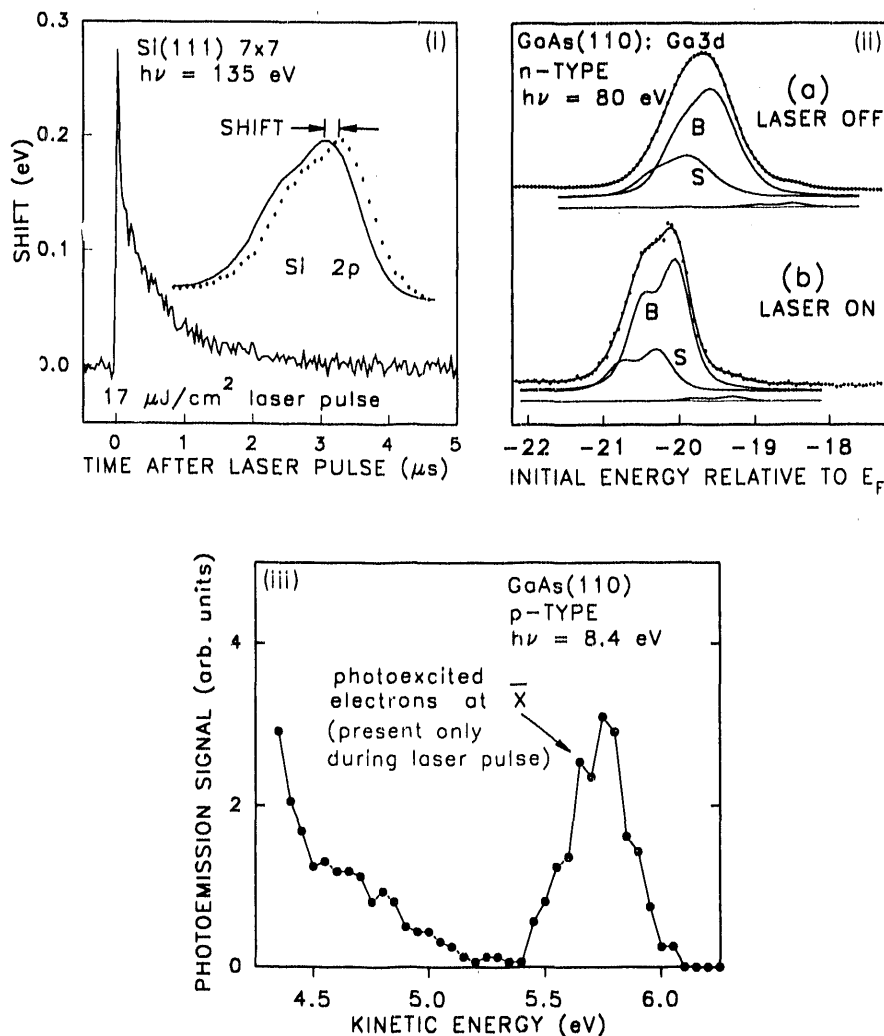 (i)
Si(111) 7x7
hν = 135 eV
SHIFT
Si 2p
17 μJ/cm² laser pulse
SHIFT (eV)
0.3
0.2
0.1
0.0
0 1 2 3 4 5
TIME AFTER LASER PULSE (μs)
(ii)
GaAs(110): Ga3d
n-TYPE
hν = 80 eV
(a)
LASER OFF
B
S
(b)
LASER ON
B
S
-22 -21 -20 -19 -18
INITIAL ENERGY RELATIVE TO E_F
(iii)
GaAs(110)
p-TYPE
hν = 8.4 eV
photoexcited
electrons at X̅
(present only
during laser pulse)
PHOTOEMISSION SIGNAL (arb. units)
4
2
0
4.5 5.0 5.5 6.0
KINETIC ENERGY (eV)